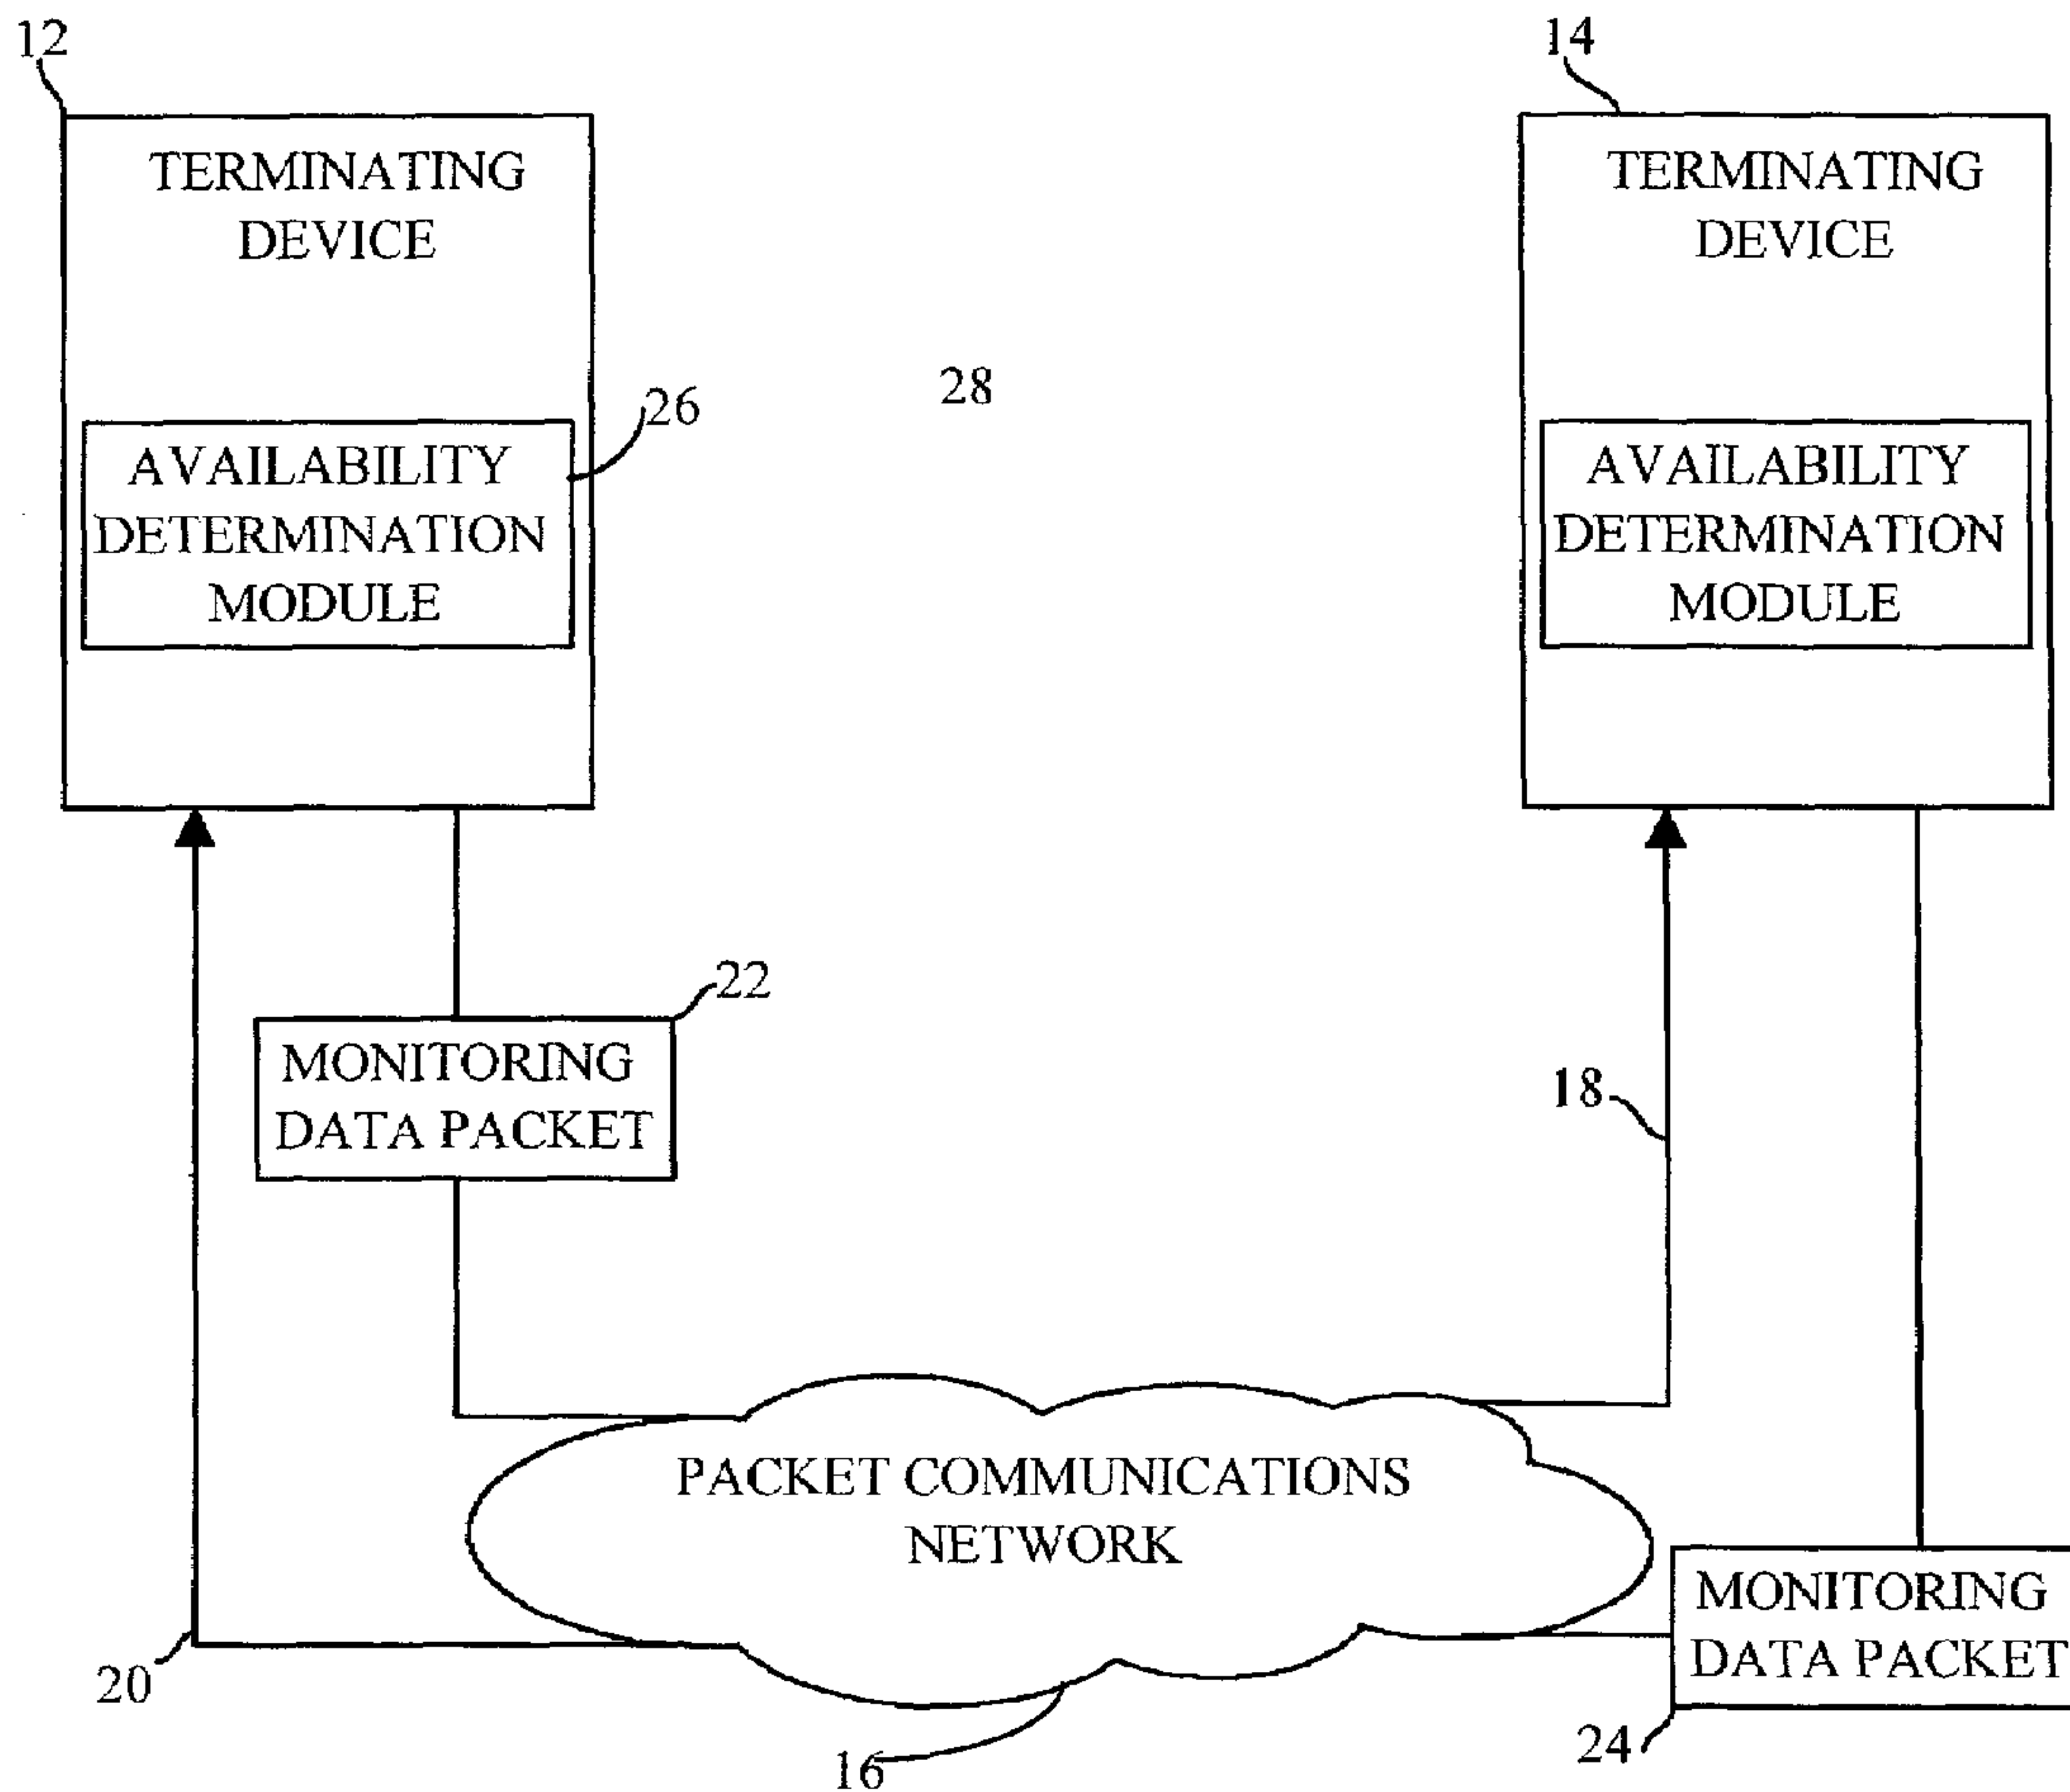 12
14
TERMINATING
DEVICE
TERMINATING
DEVICE
28
26
AVAILABILITY
DETERMINATION
MODULE
AVAILABILITY
DETERMINATION
MODULE
22
MONITORING
DATA PACKET
18
PACKET COMMUNICATIONS
NETWORK
MONITORING
DATA PACKET
20
24
16